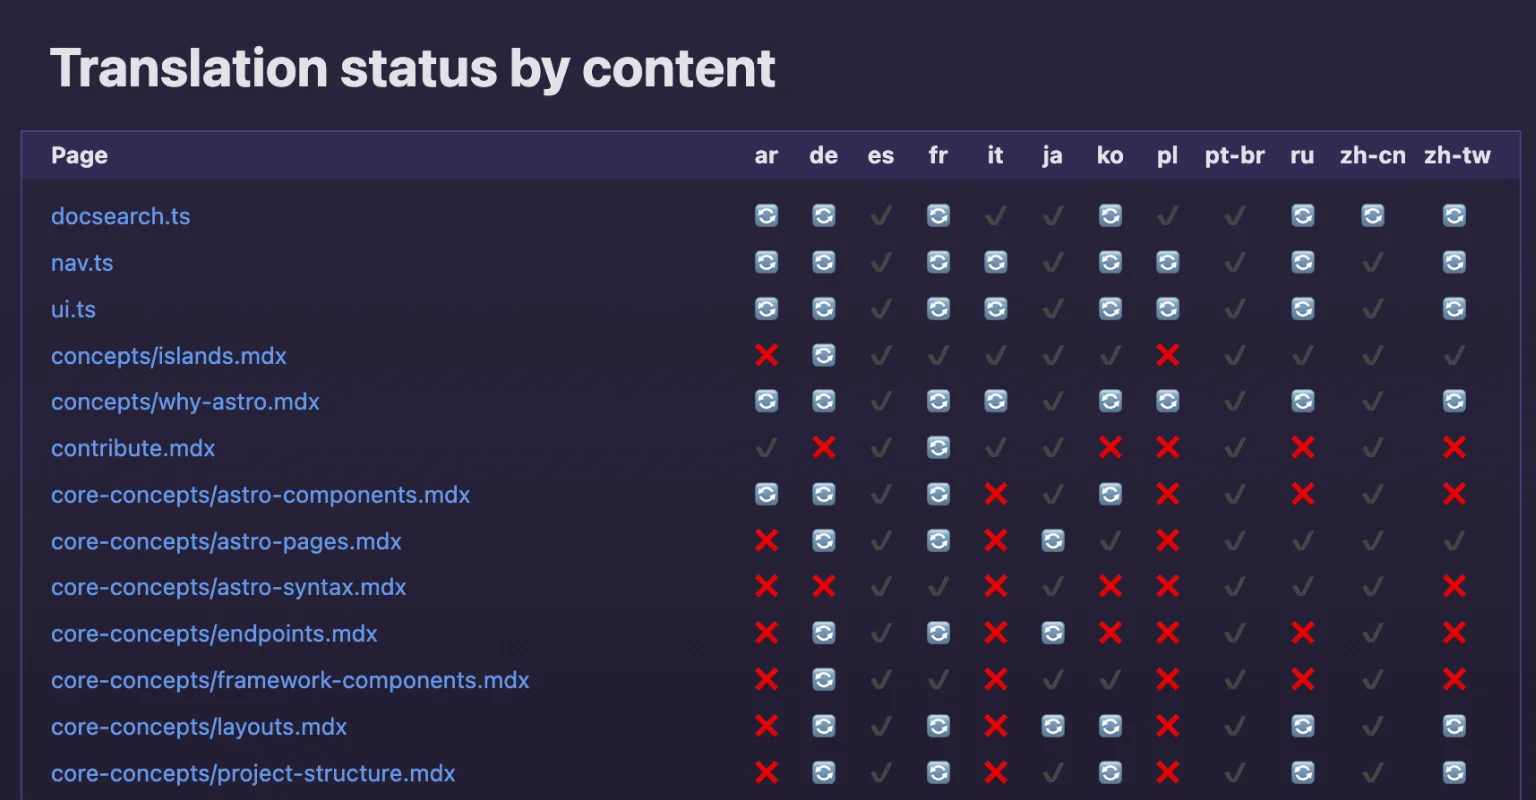 Translation status by content
Page ar de es fr it ja ko pl pt-br ru zh-cn zh-tw
docsearch.ts 🔄 🔄 ✔ 🔄 ✔ ✔ 🔄 ✔ ✔ 🔄 🔄 🔄
nav.ts 🔄 🔄 ✔ 🔄 🔄 ✔ 🔄 🔄 ✔ 🔄 ✔ 🔄
ui.ts 🔄 🔄 ✔ 🔄 🔄 ✔ 🔄 🔄 ✔ 🔄 ✔ 🔄
concepts/islands.mdx ❌ 🔄 ✔ ✔ ✔ ✔ ✔ ❌ ✔ ✔ ✔ ✔
concepts/why-astro.mdx 🔄 🔄 ✔ 🔄 🔄 ✔ 🔄 🔄 ✔ 🔄 ✔ 🔄
contribute.mdx ✔ ❌ ✔ 🔄 ✔ ✔ ❌ ❌ ✔ ❌ ✔ ❌
core-concepts/astro-components.mdx 🔄 🔄 ✔ 🔄 ❌ ✔ 🔄 ❌ ✔ ❌ ✔ ❌
core-concepts/astro-pages.mdx ❌ 🔄 ✔ 🔄 ❌ 🔄 ✔ ❌ ✔ ✔ ✔ ✔
core-concepts/astro-syntax.mdx ❌ ❌ ✔ ✔ ❌ ✔ ❌ ❌ ✔ ✔ ✔ ❌
core-concepts/endpoints.mdx ❌ 🔄 ✔ 🔄 ❌ 🔄 ❌ ❌ ✔ ❌ ✔ ❌
core-concepts/framework-components.mdx ❌ 🔄 ✔ ✔ ❌ ✔ ✔ ❌ ✔ ❌ ✔ ❌
core-concepts/layouts.mdx ❌ 🔄 ✔ 🔄 ❌ 🔄 🔄 ❌ ✔ 🔄 ✔ 🔄
core-concepts/project-structure.mdx ❌ 🔄 ✔ 🔄 ❌ ✔ 🔄 ❌ ✔ 🔄 ✔ 🔄